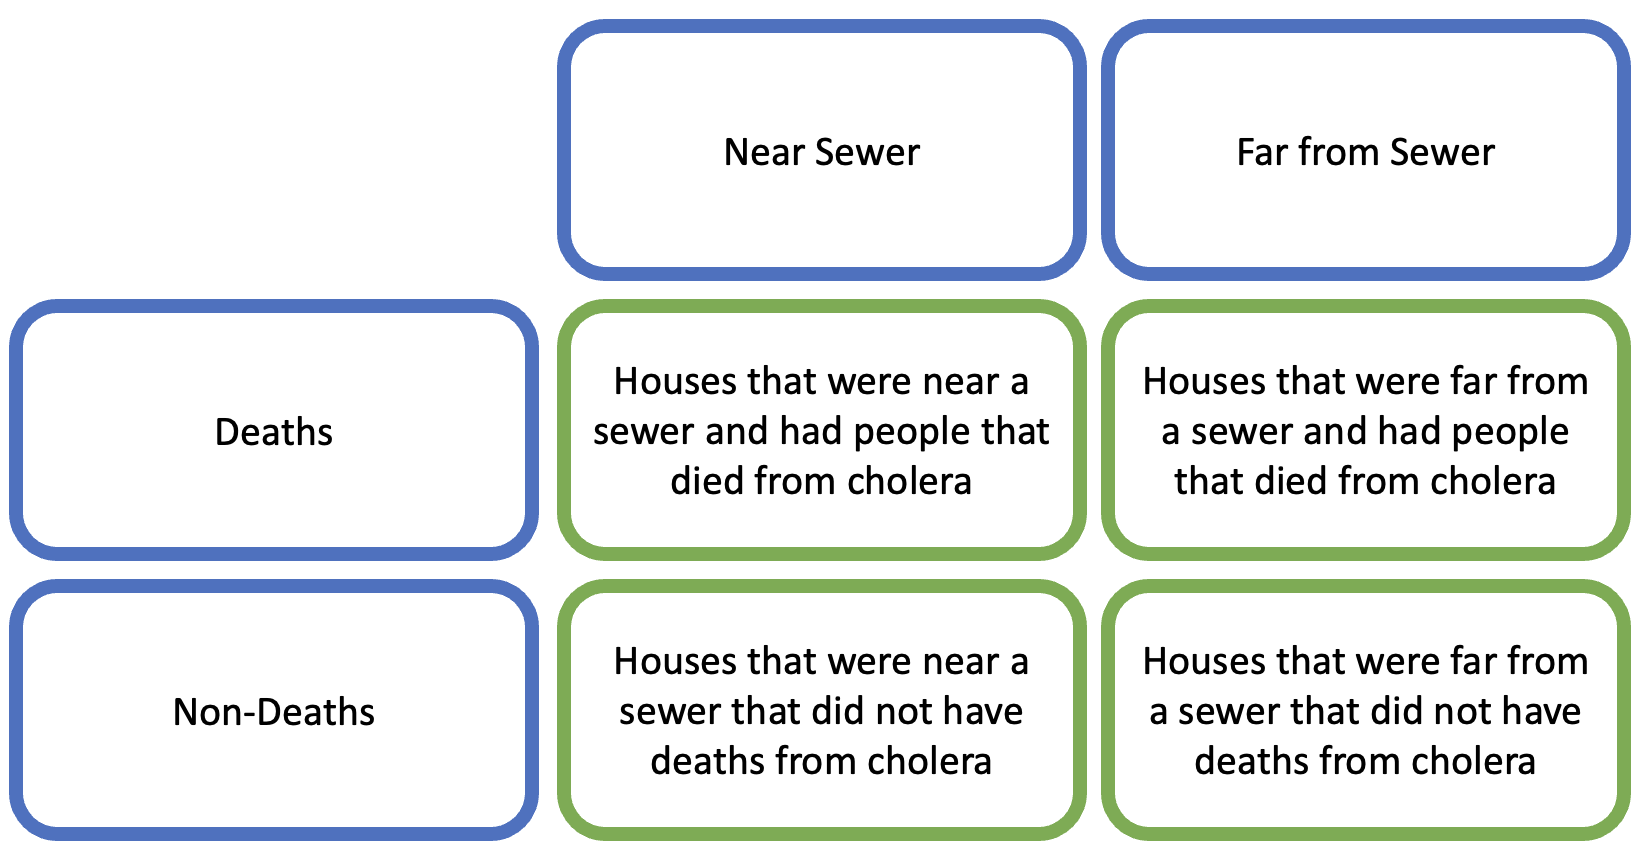 Near Sewer
Far from Sewer
Deaths
Houses that were near a
sewer and had people that
died from cholera
Houses that were far from
a sewer and had people
that died from cholera
Non-Deaths
Houses that were near a
sewer that did not have
deaths from cholera
Houses that were far from
a sewer that did not have
deaths from cholera